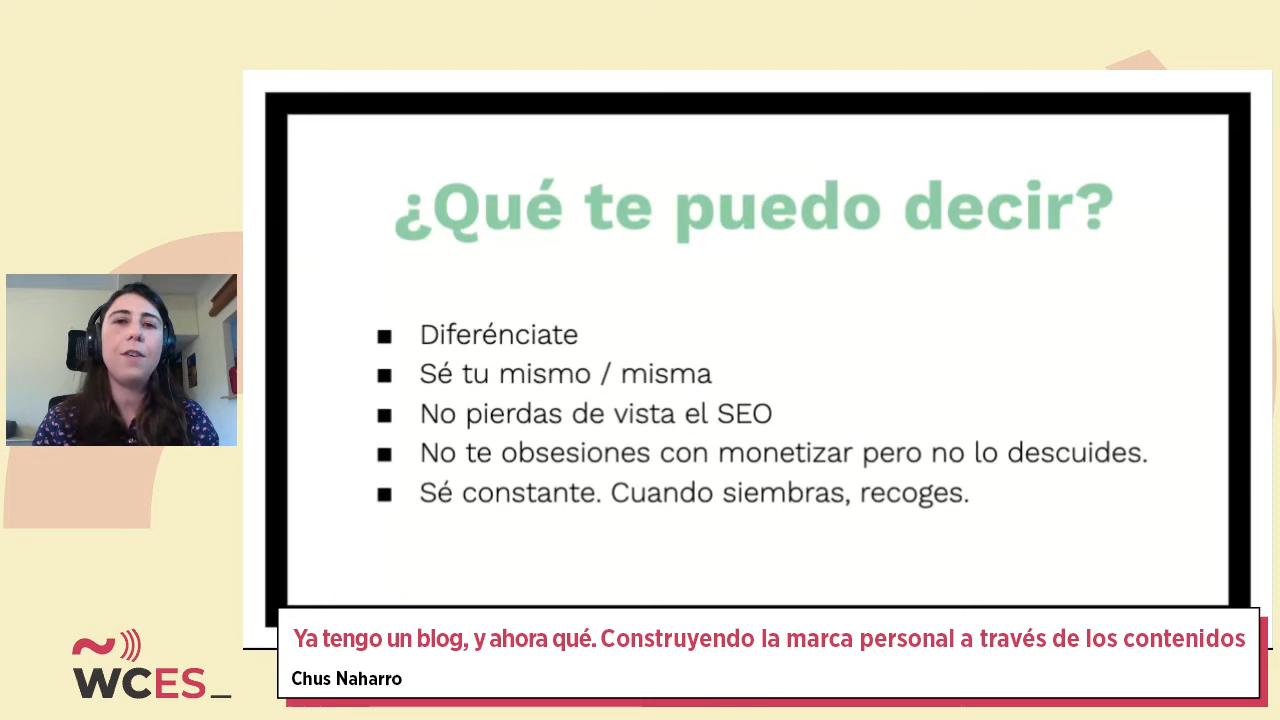 ¿Qué te puedo decir?
■ Diferénciate
■ Sé tu mismo / misma
■ No pierdas de vista el SEO
■ No te obsesiones con monetizar pero no lo descuides.
■ Sé constante. Cuando siembras, recoges.
Ya tengo un blog, y ahora qué. Construyendo la marca personal a través de los contenidos
Chus Naharro
WCES_